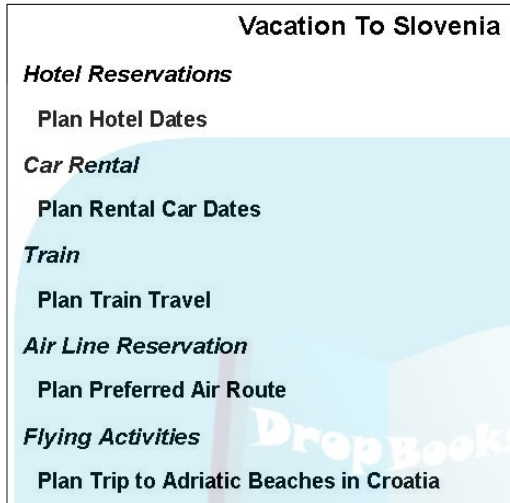 Vacation To Slovenia
Hotel Reservations
Plan Hotel Dates
Car Rental
Plan Rental Car Dates
Train
Plan Train Travel
Air Line Reservation
Plan Preferred Air Route
Flying Activities
DropBooks
Plan Trip to Adriatic Beaches in Croatia